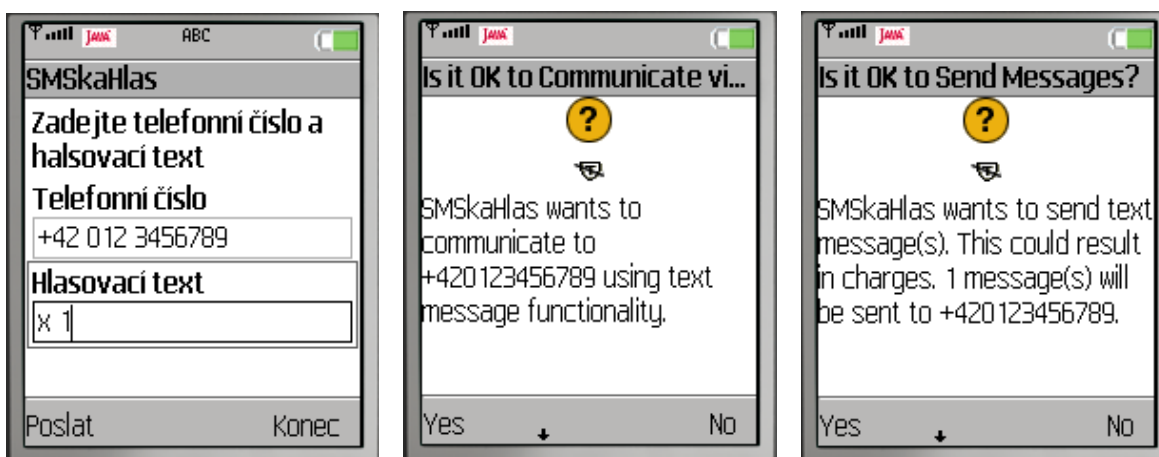 JAVA
ABC
SMSkaHlas
Zadejte telefonní číslo a
halsovací text
Telefonní číslo
+42 012 3456789
Hlasovací text
x 1
Poslat
Konec
JAVA
Is it OK to Communicate vi...
?
SMSkaHlas wants to
communicate to
+420123456789 using text
message functionality.
Yes
No
JAVA
Is it OK to Send Messages?
?
SMSkaHlas wants to send text
message(s). This could result
in charges. 1 message(s) will
be sent to +420123456789.
Yes
No